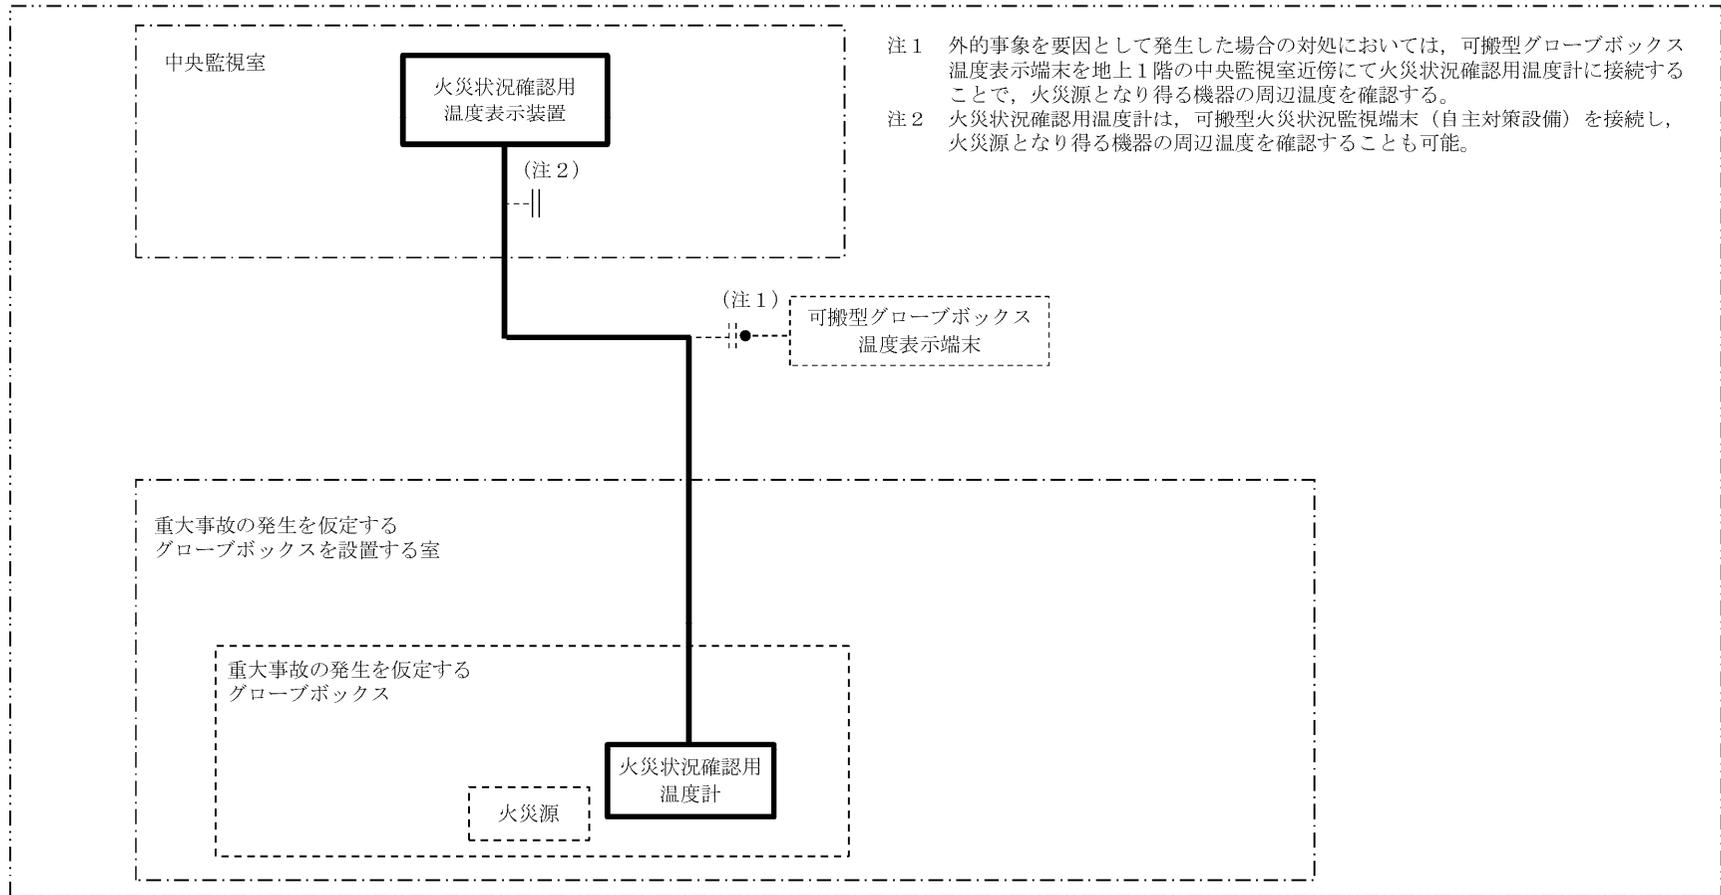 中央監視室
火災状況確認用
温度表示装置
(注２)
注１　外的事象を要因として発生した場合の対処においては，可搬型グローブボックス
温度表示端末を地上１階の中央監視室近傍にて火災状況確認用温度計に接続する
ことで，火災源となり得る機器の周辺温度を確認する。
注２　火災状況確認用温度計は，可搬型火災状況監視端末（自主対策設備）を接続し，
火災源となり得る機器の周辺温度を確認することも可能。
(注１)
可搬型グローブボックス
温度表示端末
重大事故の発生を仮定する
グローブボックスを設置する室
重大事故の発生を仮定する
グローブボックス
火災状況確認用
温度計
火災源